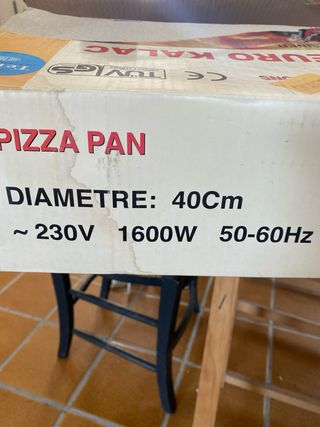 EURO KALAC
TÜV
GS
CE
PIZZA PAN
DIAMETRE: 40Cm
~ 230V 1600W 50-60Hz